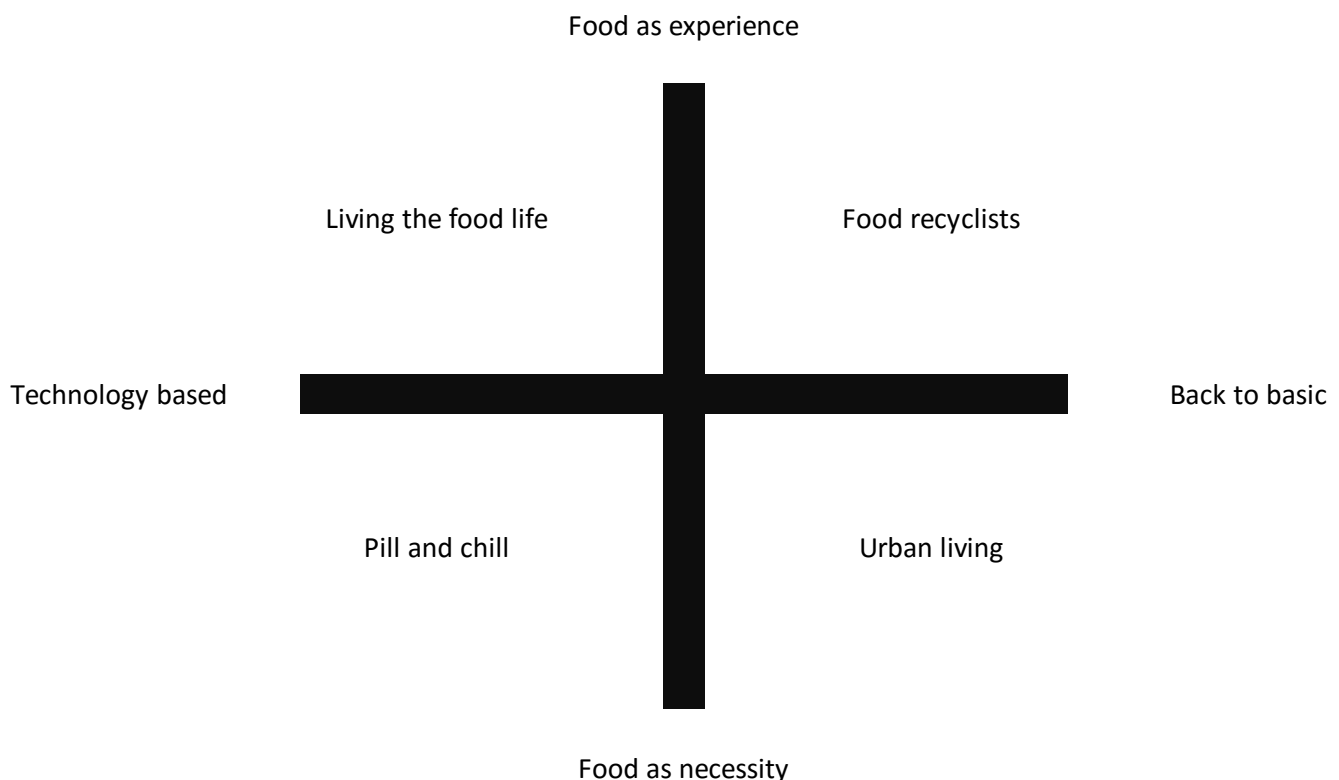 Food as experience
Living the food life
Food recyclists
Technology based
Back to basic
Pill and chill
Urban living
Food as necessity